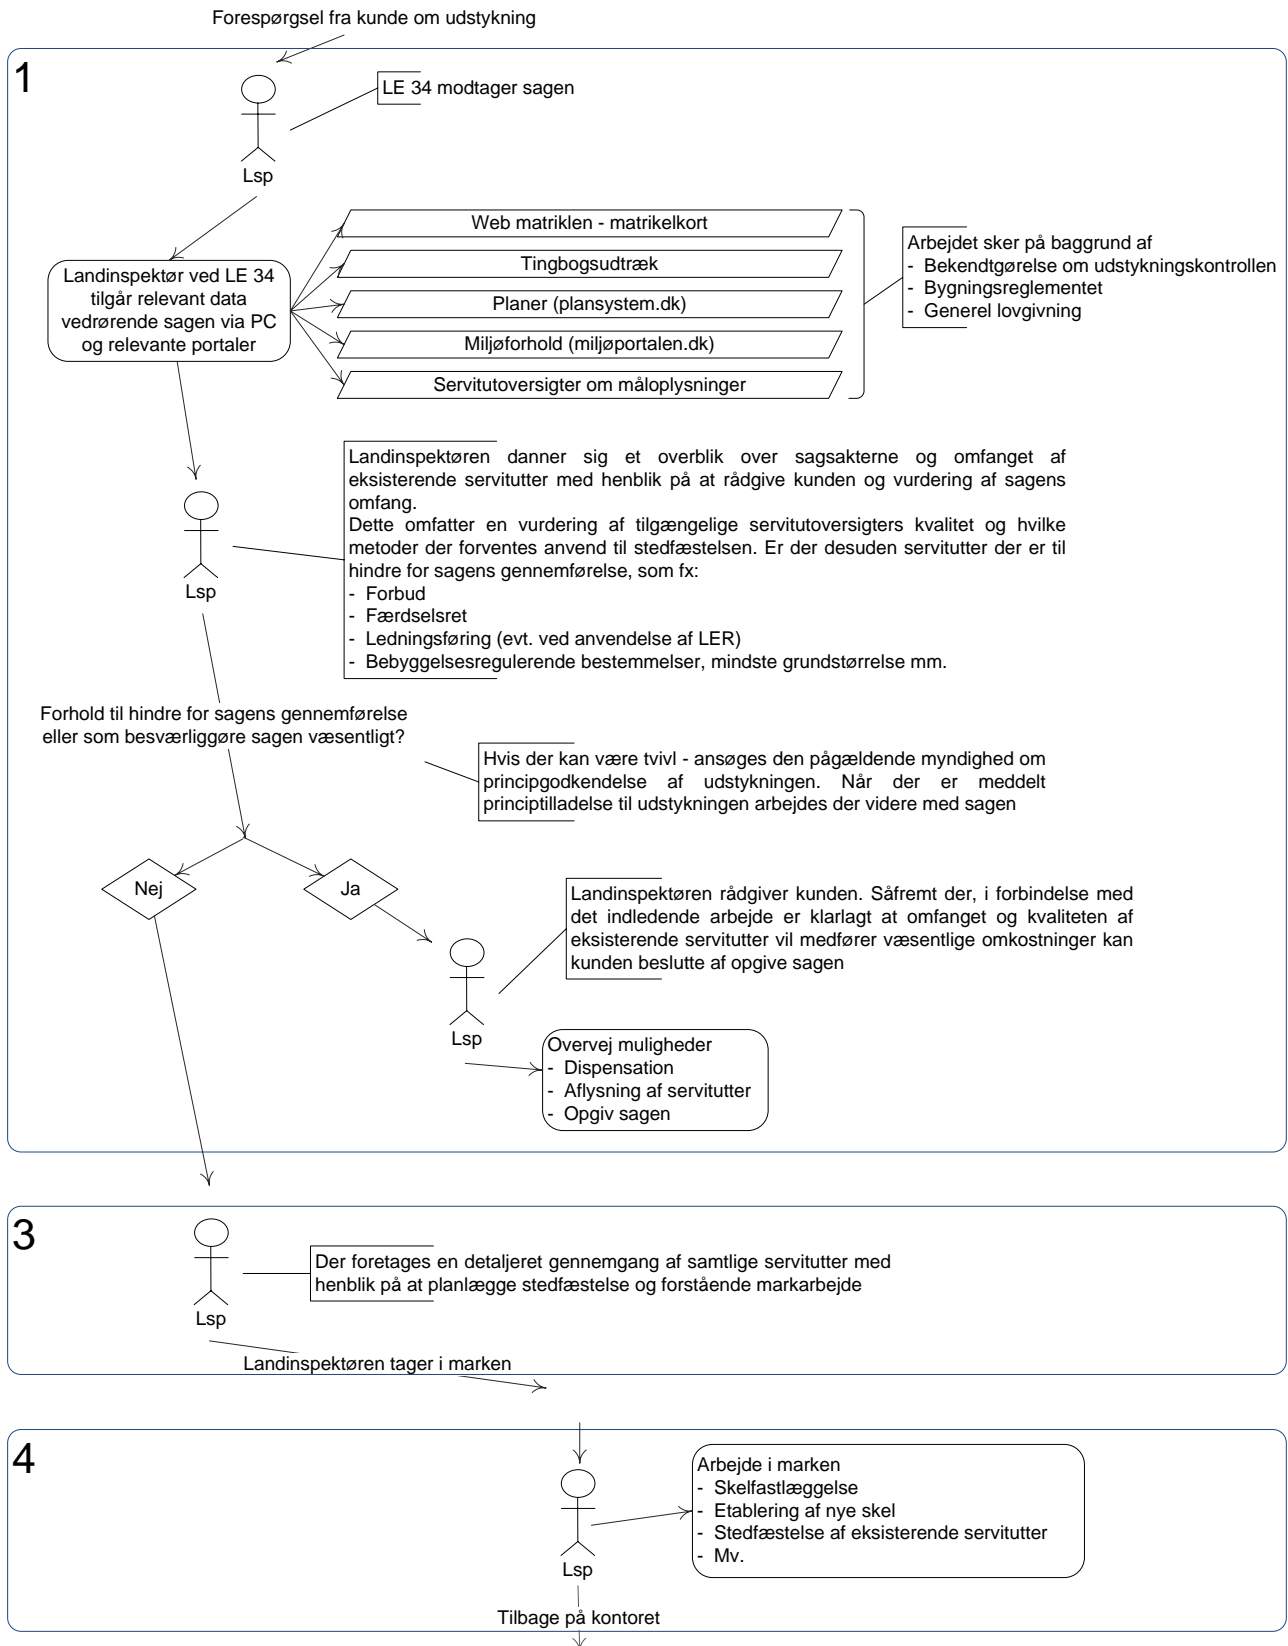 Forespørgsel fra kunde om udstykning
1
LE 34 modtager sagen
Lsp
Landinspektør ved LE 34
tilgår relevant data
vedrørende sagen via PC
og relevante portaler
Web matriklen - matrikelkort
Tingbogsudtræk
Planer (plansystem.dk)
Miljøforhold (miljøportalen.dk)
Servitutoversigter om måloplysninger
Arbejdet sker på baggrund af
- Bekendtgørelse om udstykningskontrollen
- Bygningsreglementet
- Generel lovgivning
Lsp
Landinspektøren danner sig et overblik over sagsakterne og omfanget af
eksisterende servitutter med henblik på at rådgive kunden og vurdering af sagens
omfang.
Dette omfatter en vurdering af tilgængelige servitutoversigters kvalitet og hvilke
metoder der forventes anvend til stedfæstelsen. Er der desuden servitutter der er til
hindre for sagens gennemførelse, som fx:
- Forbud
- Færdselsret
- Ledningsføring (evt. ved anvendelse af LER)
- Bebyggelsesregulerende bestemmelser, mindste grundstørrelse mm.
Forhold til hindre for sagens gennemførelse
eller som besværliggøre sagen væsentligt?
Hvis der kan være tvivl - ansøges den pågældende myndighed om
principgodkendelse af udstykningen. Når der er meddelt
principtilladelse til udstykningen arbejdes der videre med sagen
Nej
Ja
Landinspektøren rådgiver kunden. Såfremt der, i forbindelse med
det indledende arbejde er klarlagt at omfanget og kvaliteten af
eksisterende servitutter vil medfører væsentlige omkostninger kan
kunden beslutte af opgive sagen
Lsp
Overvej muligheder
- Dispensation
- Aflysning af servitutter
- Opgiv sagen
3
Lsp
Der foretages en detaljeret gennemgang af samtlige servitutter med
henblik på at planlægge stedfæstelse og forstående markarbejde
Landinspektøren tager i marken
4
Lsp
Arbejde i marken
- Skelfastlæggelse
- Etablering af nye skel
- Stedfæstelse af eksisterende servitutter
- Mv.
Tilbage på kontoret